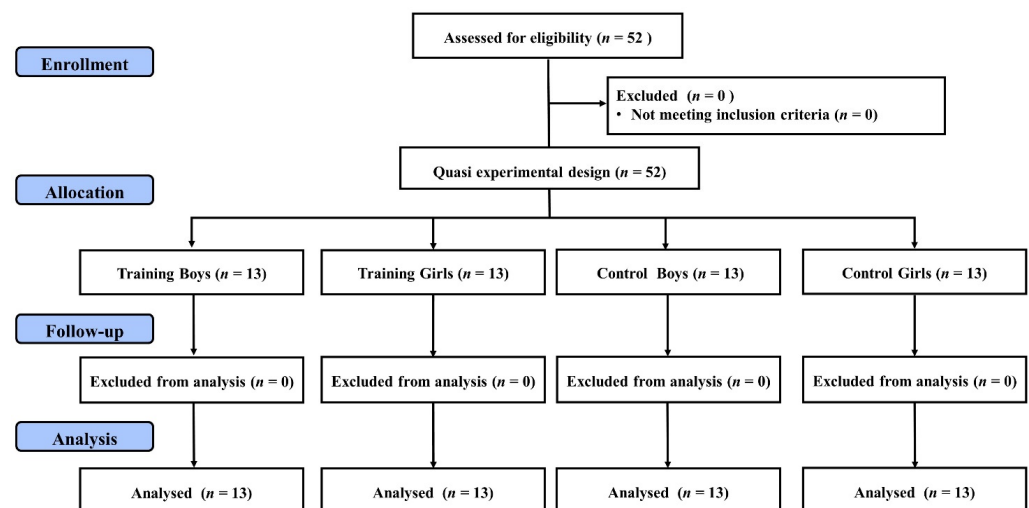 Assessed for eligibility (n = 52 )
Enrollment
Excluded (n = 0 )
• Not meeting inclusion criteria (n = 0)
Quasi experimental design (n = 52)
Allocation
Training Boys (n = 13)
Training Girls (n = 13)
Control Boys (n = 13)
Control Girls (n = 13)
Follow-up
Excluded from analysis (n = 0)
Excluded from analysis (n = 0)
Excluded from analysis (n = 0)
Excluded from analysis (n = 0)
Analysis
Analysed (n = 13)
Analysed (n = 13)
Analysed (n = 13)
Analysed (n = 13)